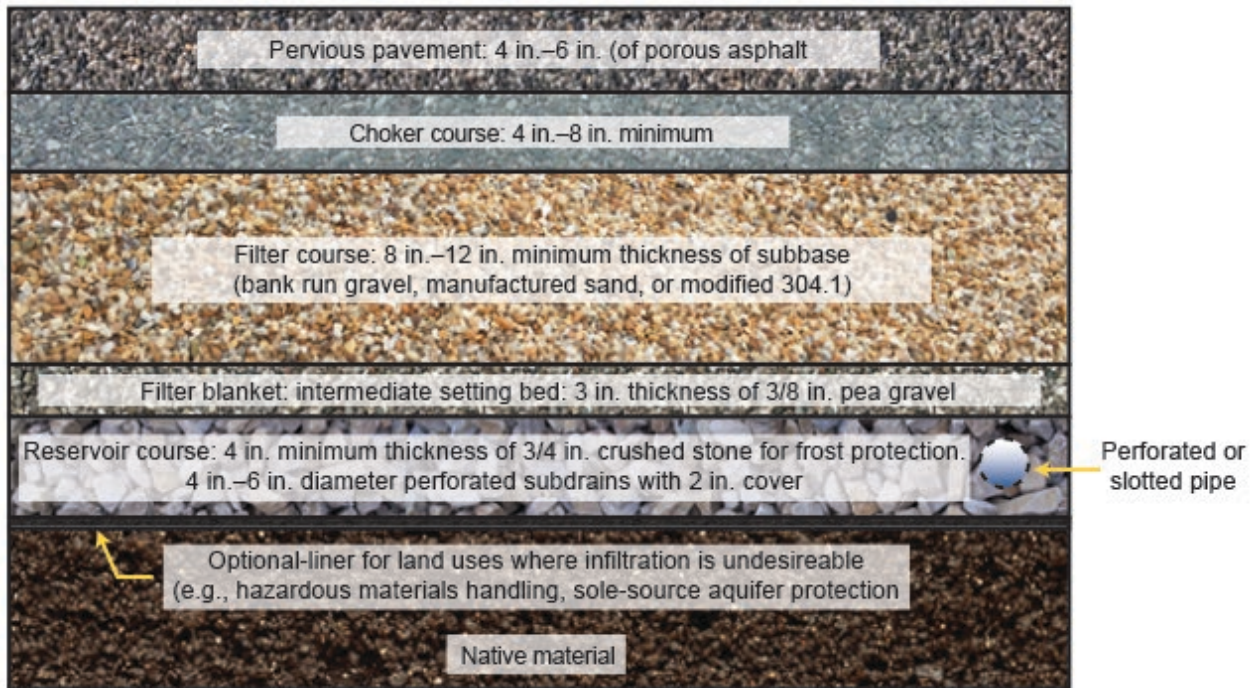 Pervious pavement: 4 in.–6 in. (of porous asphalt
Choker course: 4 in.–8 in. minimum
Filter course: 8 in.–12 in. minimum thickness of subbase
(bank run gravel, manufactured sand, or modified 304.1)
Filter blanket: intermediate setting bed: 3 in. thickness of 3/8 in. pea gravel
Reservoir course: 4 in. minimum thickness of 3/4 in. crushed stone for frost protection.
4 in.–6 in. diameter perforated subdrains with 2 in. cover
Perforated or
slotted pipe
Optional-liner for land uses where infiltration is undesireable
(e.g., hazardous materials handling, sole-source aquifer protection
Native material